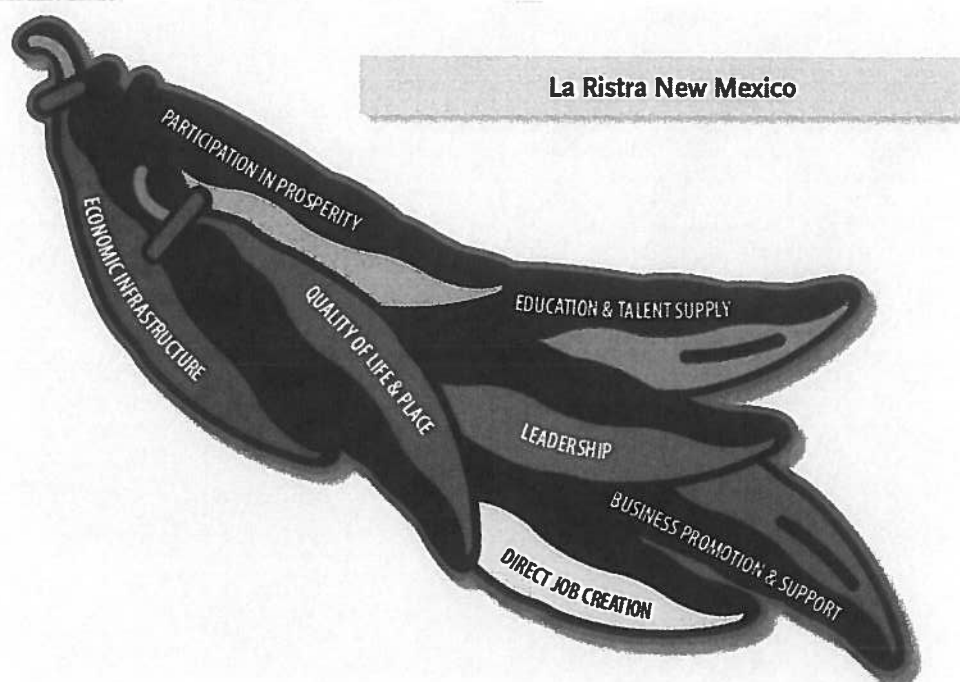 La Ristra New Mexico
PARTICIPATION IN PROSPERITY
ECONOMIC INFRASTRUCTURE
QUALITY OF LIFE & PLACE
EDUCATION & TALENT SUPPLY
LEADERSHIP
BUSINESS PROMOTION & SUPPORT
DIRECT JOB CREATION